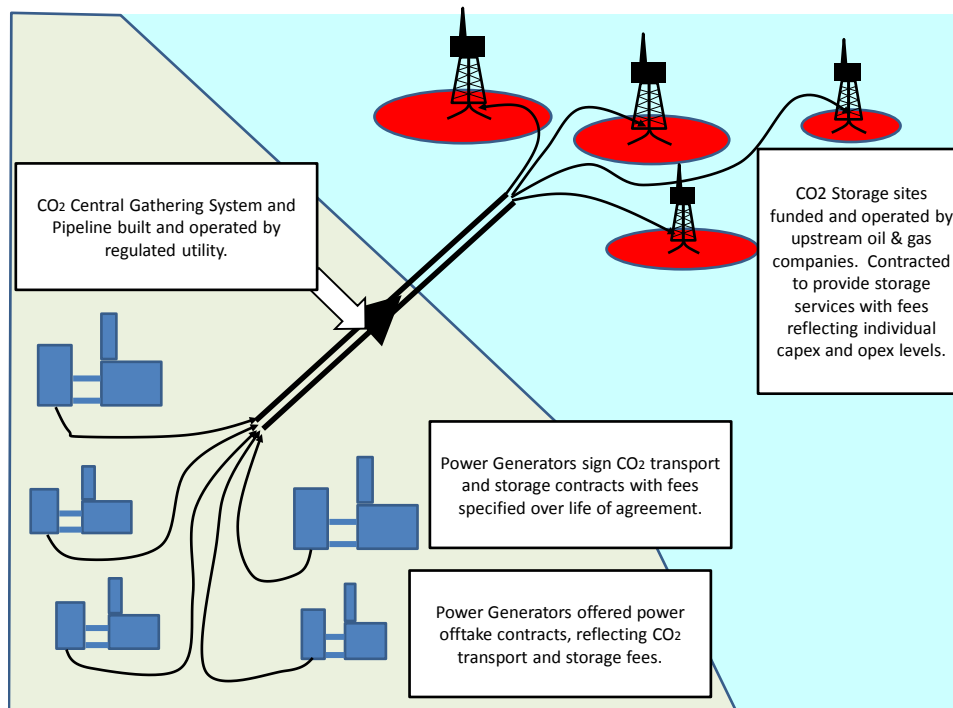 CO₂ Central Gathering System and
Pipeline built and operated by
regulated utility.
CO2 Storage sites
funded and operated by
upstream oil & gas
companies.  Contracted
to provide storage
services with fees
reflecting individual
capex and opex levels.
Power Generators sign CO₂ transport
and storage contracts with fees
specified over life of agreement.
Power Generators offered power
offtake contracts, reflecting CO₂
transport and storage fees.